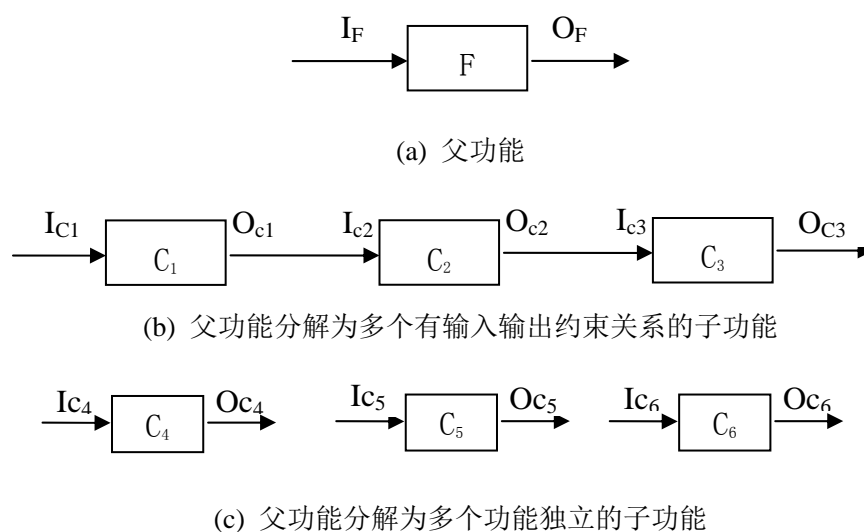 I_F O_F
F
(a) 父功能
I_C1 O_c1 I_c2 O_c2 I_c3 O_C3
C_1 C_2 C_3
(b) 父功能分解为多个有输入输出约束关系的子功能
Ic_4 Oc_4 Ic_5 Oc_5 Ic_6 Oc_6
C_4 C_5 C_6
(c) 父功能分解为多个功能独立的子功能